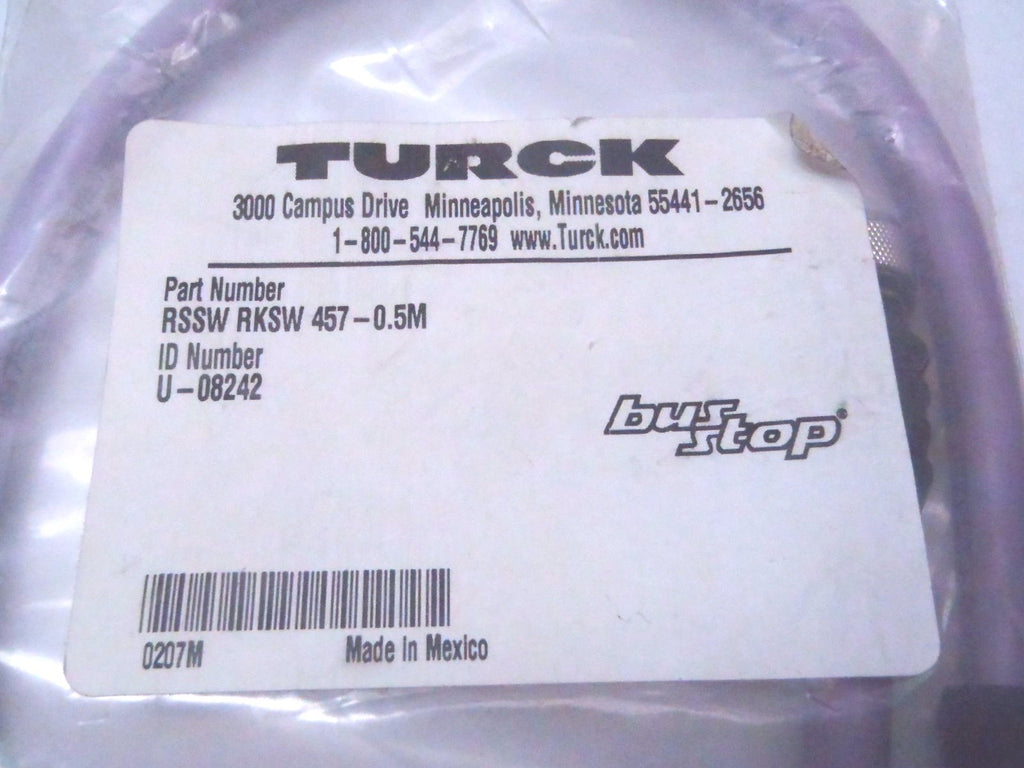 TURCK
3000 Campus Drive Minneapolis, Minnesota 55441-2656
1-800-544-7769 www.Turck.com
Part Number
RSSW RKSW 457-0.5M
ID Number
U-08242
bus
stop®
0207M Made In Mexico